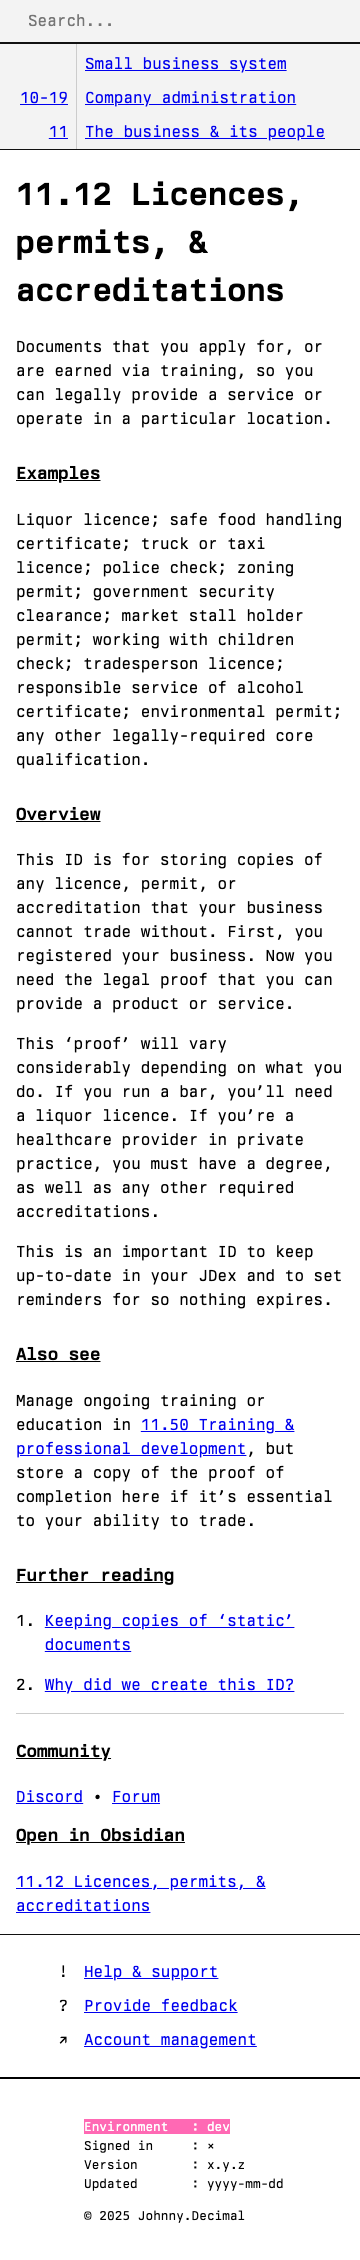 Search...
Small business system
10-19 Company administration
11 The business & its people
11.12 Licences,
permits, &
accreditations
Documents that you apply for, or
are earned via training, so you
can legally provide a service or
operate in a particular location.
Examples
Liquor licence; safe food handling
certificate; truck or taxi
licence; police check; zoning
permit; government security
clearance; market stall holder
permit; working with children
check; tradesperson licence;
responsible service of alcohol
certificate; environmental permit;
any other legally-required core
qualification.
Overview
This ID is for storing copies of
any licence, permit, or
accreditation that your business
cannot trade without. First, you
registered your business. Now you
need the legal proof that you can
provide a product or service.
This ‘proof’ will vary
considerably depending on what you
do. If you run a bar, you’ll need
a liquor licence. If you’re a
healthcare provider in private
practice, you must have a degree,
as well as any other required
accreditations.
This is an important ID to keep
up-to-date in your JDex and to set
reminders for so nothing expires.
Also see
Manage ongoing training or
education in 11.50 Training &
professional development, but
store a copy of the proof of
completion here if it’s essential
to your ability to trade.
Further reading
1. Keeping copies of ‘static’
documents
2. Why did we create this ID?
Community
Discord • Forum
Open in Obsidian
11.12 Licences, permits, &
accreditations
! Help & support
? Provide feedback
↗ Account management
Environment : dev
Signed in : ×
Version : x.y.z
Updated : yyyy-mm-dd
© 2025 Johnny.Decimal